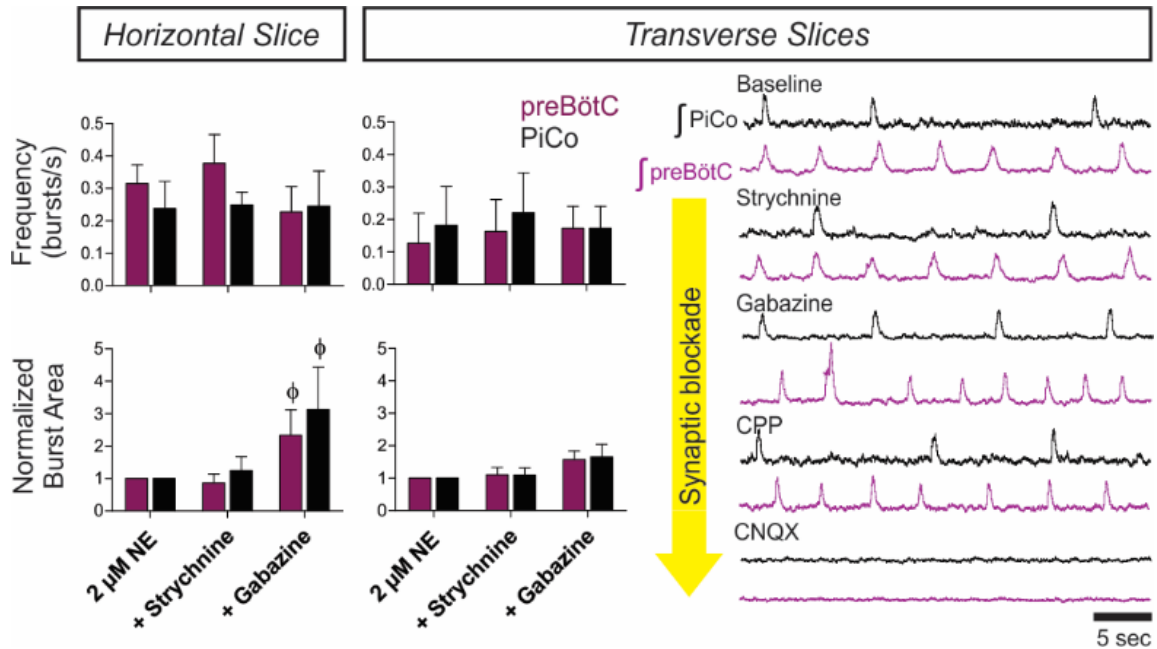 Horizontal Slice
Transverse Slices
Frequency
(bursts/s)
0.5
0.4
0.3
0.2
0.1
0.0
0.5
0.4
0.3
0.2
0.1
0.0
preBötC
PiCo
Normalized
Burst Area
5
4
3
2
1
0
ϕ
ϕ
2 µM NE
+ Strychnine
+ Gabazine
5
4
3
2
1
0
2 µM NE
+ Strychnine
+ Gabazine
Synaptic blockade
Baseline
∫ PiCo
∫ preBötC
Strychnine
Gabazine
CPP
CNQX
5 sec